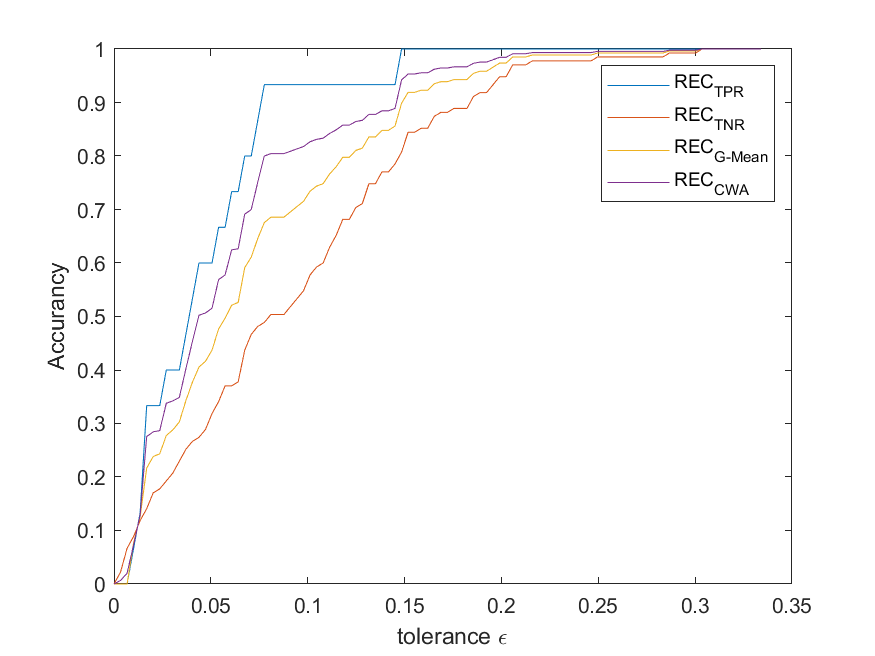 1
0.9
0.8
0.7
0.6
0.5
0.4
0.3
0.2
0.1
0
Accurancy
REC_TPR
REC_TNR
REC_G-Mean
REC_CWA
0 0.05 0.1 0.15 0.2 0.25 0.3 0.35
tolerance ϵ